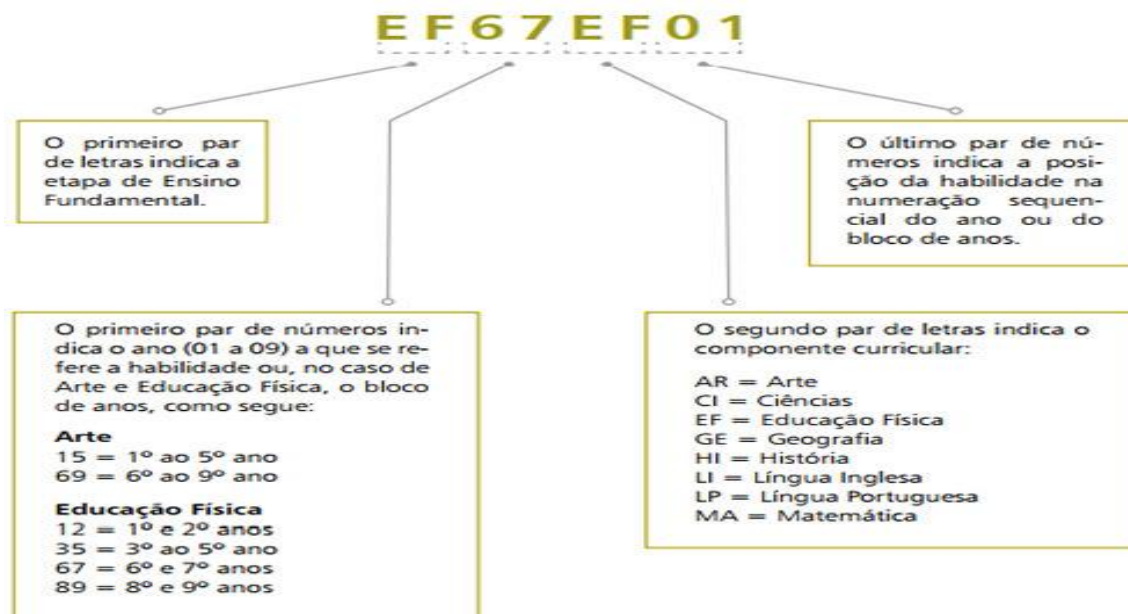 EF67EF01
O primeiro par
de letras indica a
etapa de Ensino
Fundamental.
O último par de nú-
meros indica a posi-
ção da habilidade na
numeração sequen-
cial do ano ou do
bloco de anos.
O primeiro par de números in-
dica o ano (01 a 09) a que se re-
fere a habilidade ou, no caso de
Arte e Educação Física, o bloco
de anos, como segue:
Arte
15 = 1º ao 5º ano
69 = 6º ao 9º ano
Educação Física
12 = 1º e 2º anos
35 = 3º ao 5º ano
67 = 6º e 7º anos
89 = 8º e 9º anos
O segundo par de letras indica o
componente curricular:
AR = Arte
CI = Ciências
EF = Educação Física
GE = Geografia
HI = História
LI = Língua Inglesa
LP = Língua Portuguesa
MA = Matemática